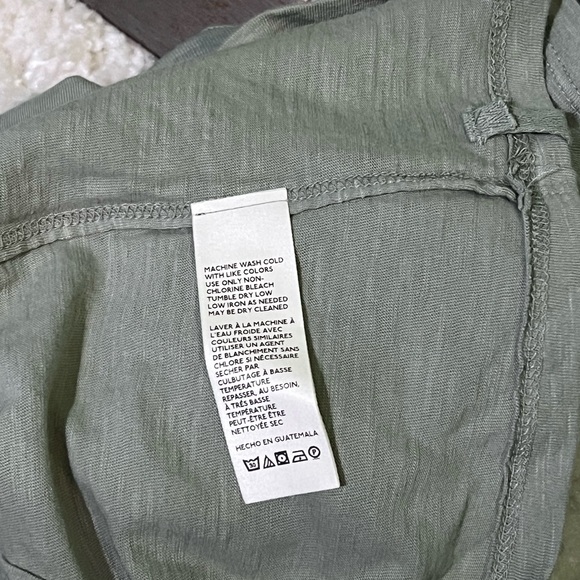 MACHINE WASH COLD
WITH LIKE COLORS
USE ONLY NON-
CHLORINE BLEACH
TUMBLE DRY LOW
LOW IRON AS NEEDED
MAY BE DRY CLEANED
LAVER À LA MACHINE À
L'EAU FROIDE AVEC
COULEURS SIMILAIRES
UTILISER UN AGENT
DE BLANCHIMENT SANS
CHLORE SI NÉCESSAIRE
SÉCHER PAR
CULBUTAGE À BASSE
TEMPÉRATURE
REPASSER, AU BESOIN,
À TRÈS BASSE
TEMPÉRATURE
PEUT-ÊTRE ÊTRE
NETTOYÉE SEC
HECHO EN GUATEMALA
30
P